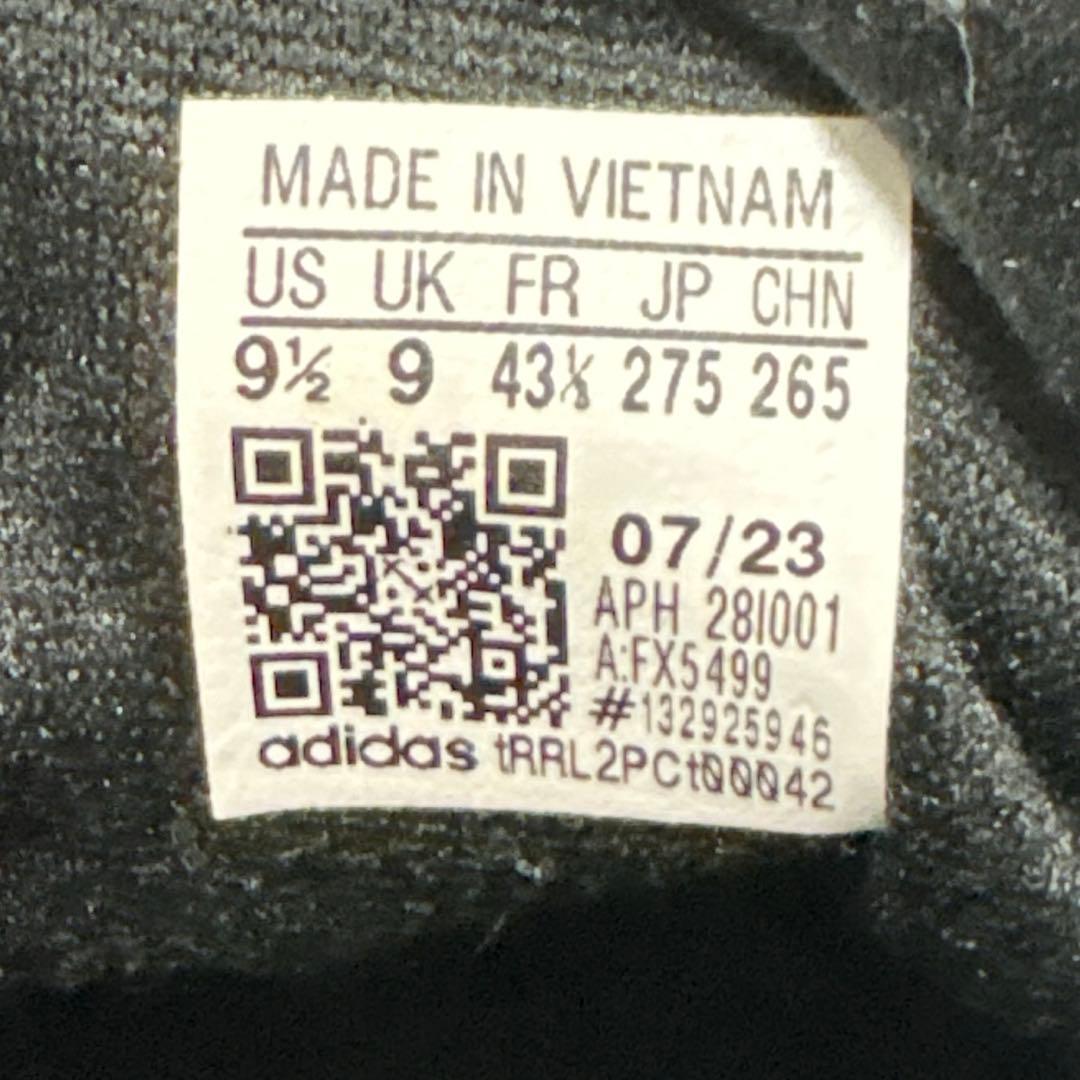 MADE IN VIETNAM
US UK FR JP CHN
9½ 9 43⅓ 275 265
07/23
APH 28I001
A:FX5499
#132925946
adidas tRRL2PCt00042